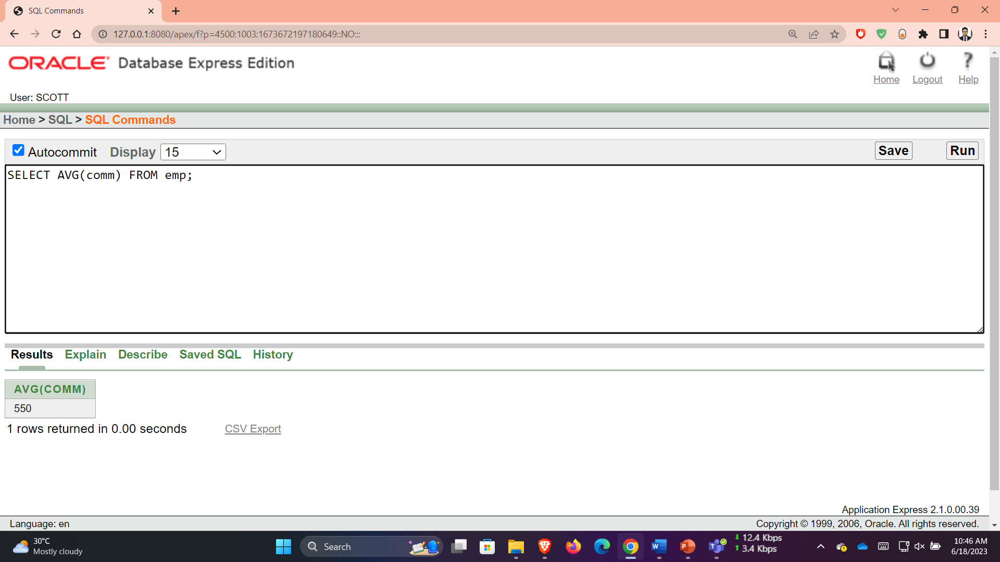 SQL Commands
127.0.0.1:8080/apex/f?p=4500:1003:1673672197180649::NO:::
ORACLE Database Express Edition
Home Logout Help
User: SCOTT
Home > SQL > SQL Commands
Autocommit Display 15 Save Run
SELECT AVG(comm) FROM emp;
Results Explain Describe Saved SQL History
AVG(COMM)
550
1 rows returned in 0.00 seconds CSV Export
Application Express 2.1.0.00.39
Language: en Copyright © 1999, 2006, Oracle. All rights reserved.
30°C
Mostly cloudy
Search
12.4 Kbps
3.4 Kbps
10:46 AM
6/18/2023